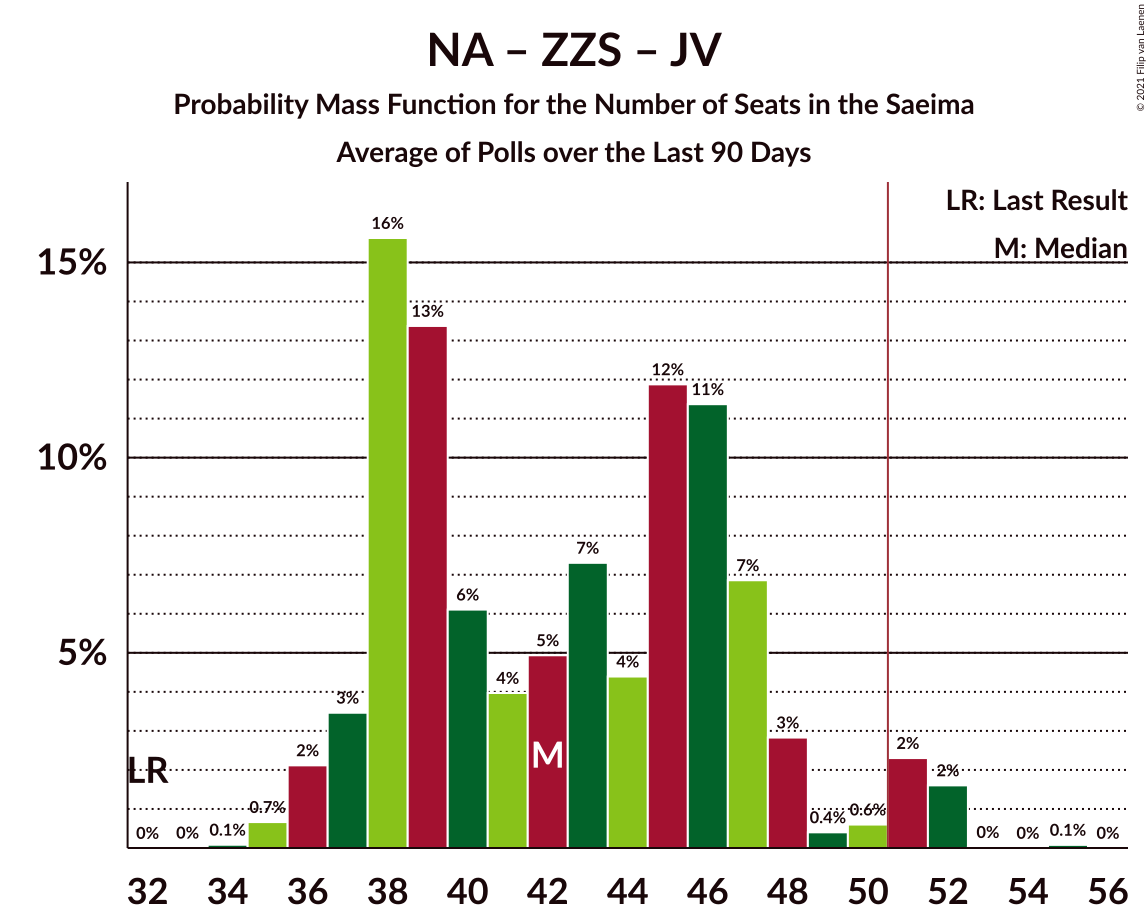 NA – ZZS – JV
Probability Mass Function for the Number of Seats in the Saeima
Average of Polls over the Last 90 Days
© 2021 Filip van Laenen
LR: Last Result
M: Median
15%
10%
5%
0% 0% 0.1% 0.7% 2% 3% 16% 13% 6% 4% 5% 7% 4% 12% 11% 7% 3% 0.4% 0.6% 2% 2% 0% 0% 0.1% 0%
LR
M
32 34 36 38 40 42 44 46 48 50 52 54 56